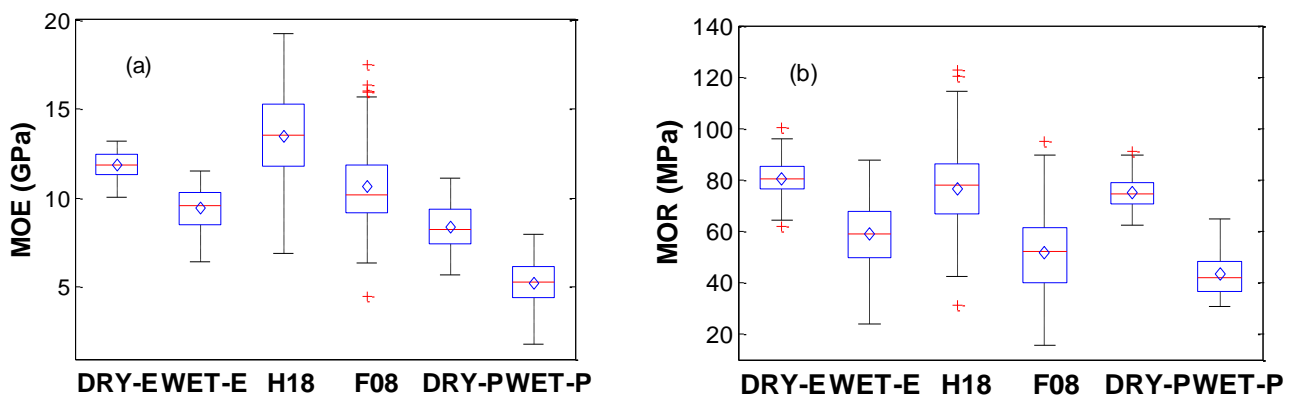 20
15
10
5
MOE (GPa)
(a)
DRY-E WET-E H18 F08 DRY-P WET-P
140
120
100
80
60
40
20
MOR (MPa)
(b)
DRY-E WET-E H18 F08 DRY-P WET-P